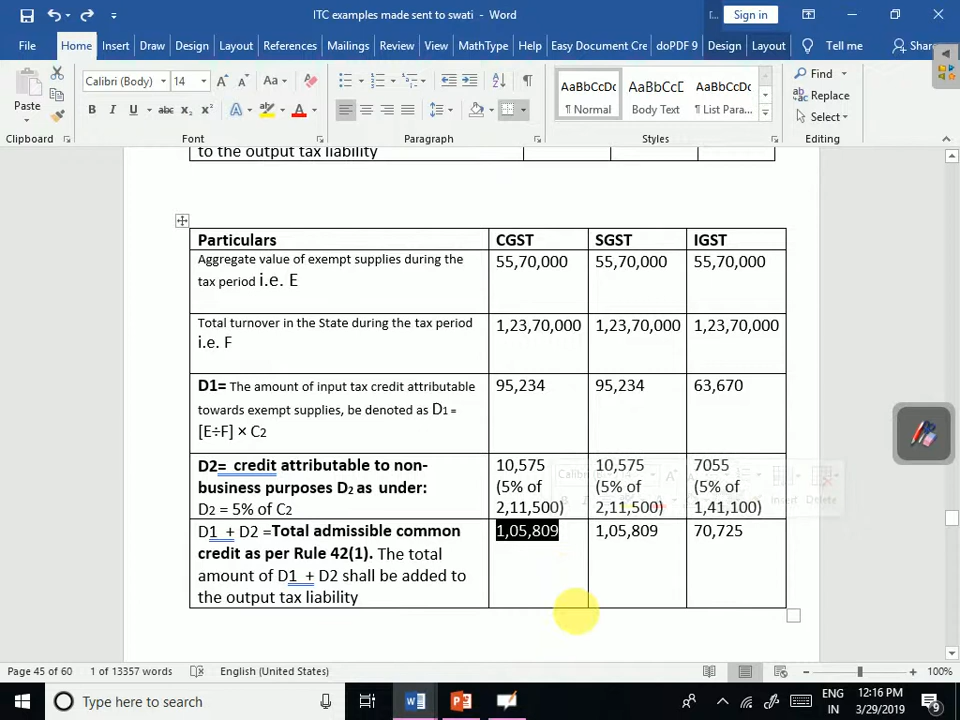 ITC examples made sent to swati - Word
Sign in
File Home Insert Draw Design Layout References Mailings Review View MathType Help Easy Document Cre doPDF 9 Design Layout Tell me Share
Paste
Calibri (Body) 14
Aa
B I U abc x₂ x²
AaBbCcDc AaBbCcDc AaBbCcDc
¶ Normal Body Text ¶ List Para...
Find
Replace
Select
Clipboard Font Paragraph Styles Editing
to the output tax liability
Particulars CGST SGST IGST
Aggregate value of exempt supplies during the
tax period i.e. E
55,70,000 55,70,000 55,70,000
Total turnover in the State during the tax period
i.e. F
1,23,70,000 1,23,70,000 1,23,70,000
D1= The amount of input tax credit attributable
towards exempt supplies, be denoted as D1 =
[E÷F] × C2
95,234 95,234 63,670
D2= credit attributable to non-
business purposes D2 as under:
D2 = 5% of C2
10,575 10,575 7055
(5% of (5% of (5% of
2,11,500) 2,11,500) 1,41,100)
D1 + D2 =Total admissible common
credit as per Rule 42(1). The total
amount of D1 + D2 shall be added to
the output tax liability
1,05,809 1,05,809 70,725
Insert Delete
Page 45 of 60 1 of 13357 words English (United States) 100%
Type here to search
ENG
IN
12:16 PM
3/29/2019
9